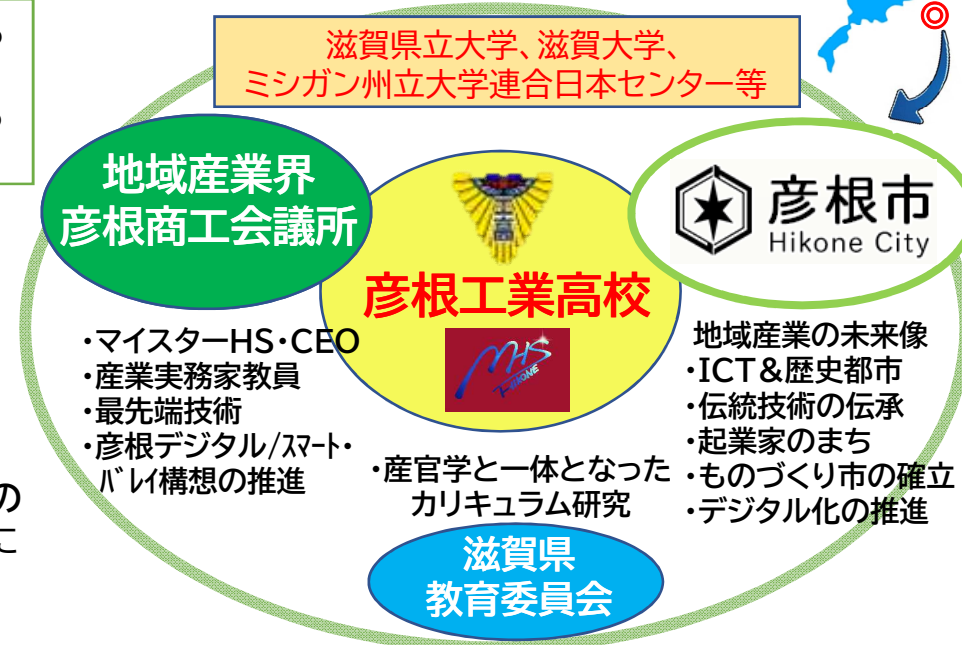 滋賀県立大学、滋賀大学、
ミシガン州立大学連合日本センター等
地域産業界
彦根商工会議所
彦根工業高校
MHS
HIKONE
彦根市
Hikone City
・マイスターHS・CEO
・産業実務家教員
・最先端技術
・彦根デジタル/スマート・
バレイ構想の推進
・産官学と一体となった
カリキュラム研究
地域産業の未来像
・ICT&歴史都市
・伝統技術の伝承
・起業家のまち
・ものづくり市の確立
・デジタル化の推進
滋賀県
教育委員会
の
に